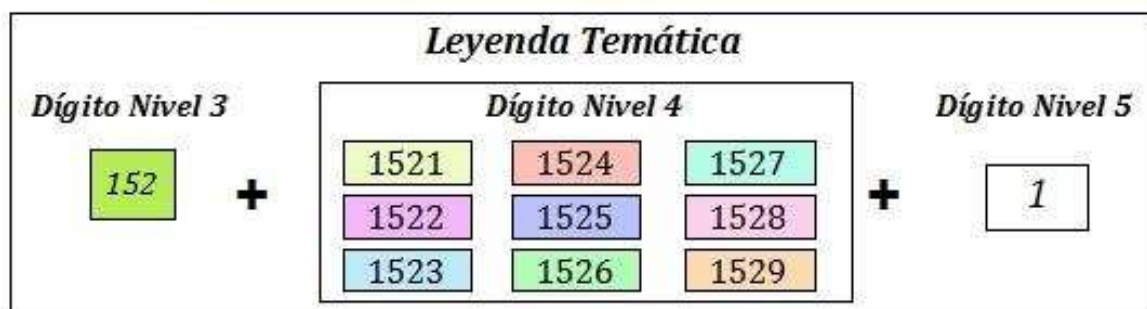 Leyenda Temática
Dígito Nivel 3
Dígito Nivel 4
Dígito Nivel 5
152
+
1521 1524 1527
1522 1525 1528
1523 1526 1529
+
1